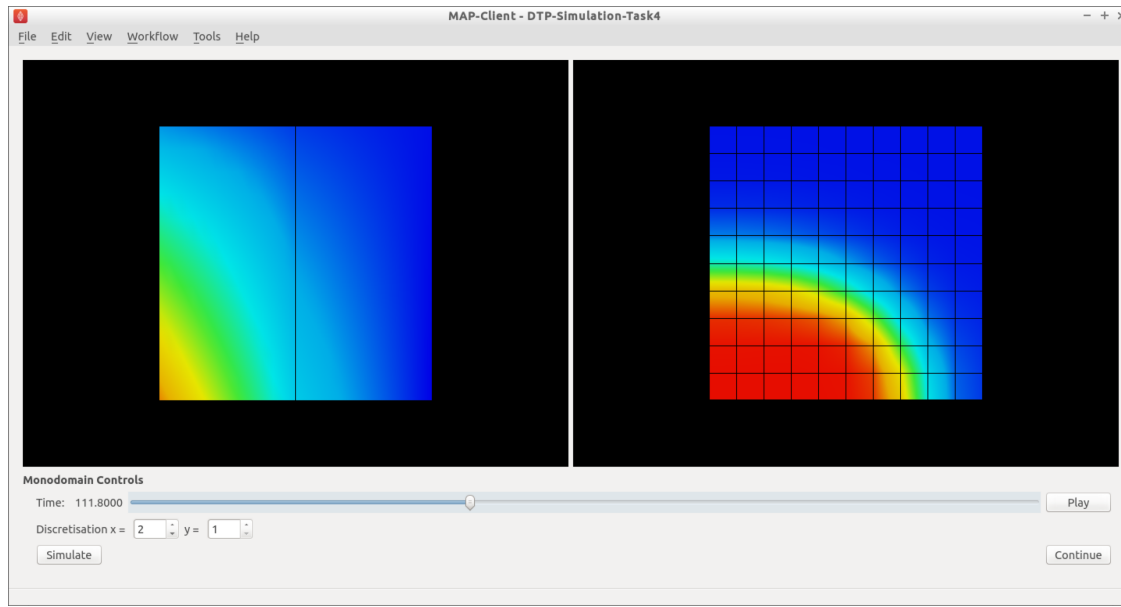 MAP-Client - DTP-Simulation-Task4
File Edit View Workflow Tools Help
Monodomain Controls
Time: 111.8000 Play
Discretisation x = 2 y = 1
Simulate Continue